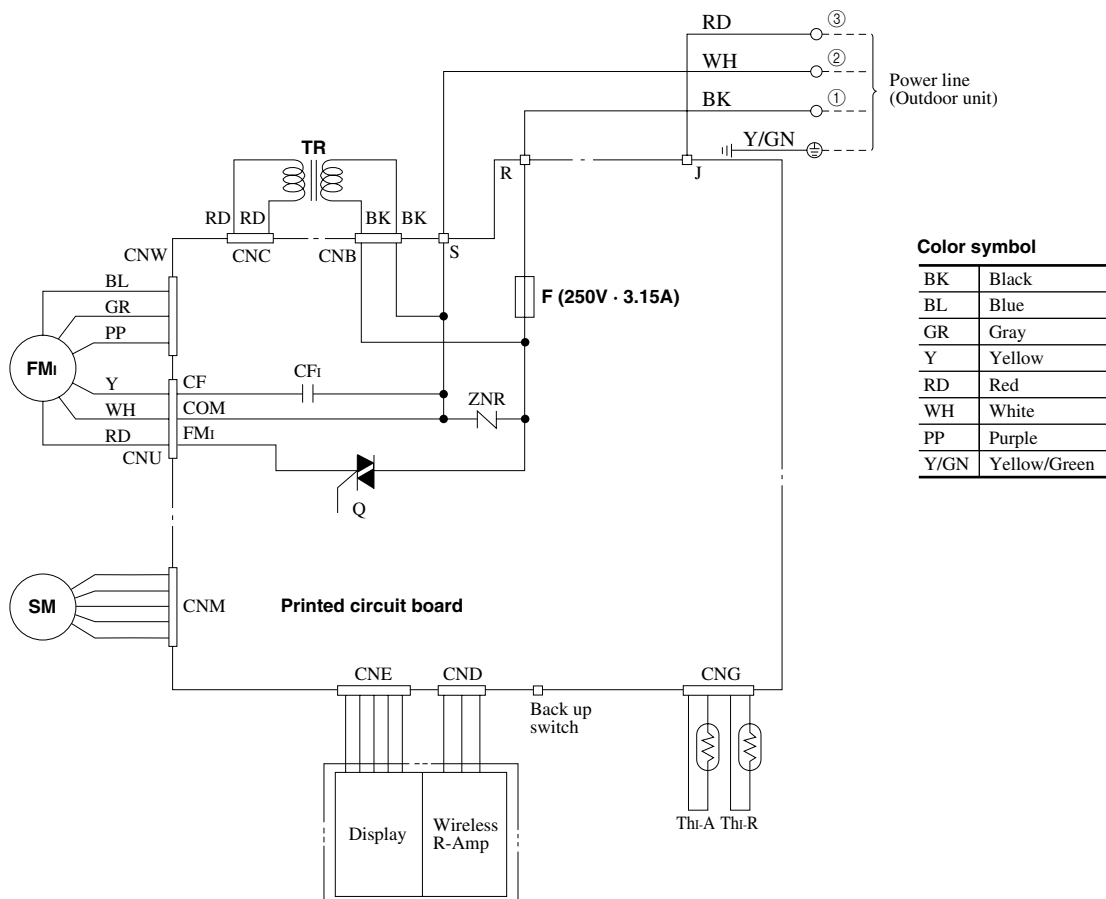 RD
③
WH
②
BK
①
Power line
(Outdoor unit)
Y/GN
TR
R
J
RD
RD
BK
BK
CNW
CNC
CNB
S
Color symbol
BK Black
BL Blue
GR Gray
Y Yellow
RD Red
WH White
PP Purple
Y/GN Yellow/Green
BL
GR
PP
F (250V · 3.15A)
FMI
Y
CF
CFI
WH
COM
ZNR
RD
FMI
CNU
Q
SM
CNM
Printed circuit board
CNE
CND
CNG
Back up
switch
Display
Wireless
R-Amp
ThI-A
ThI-R